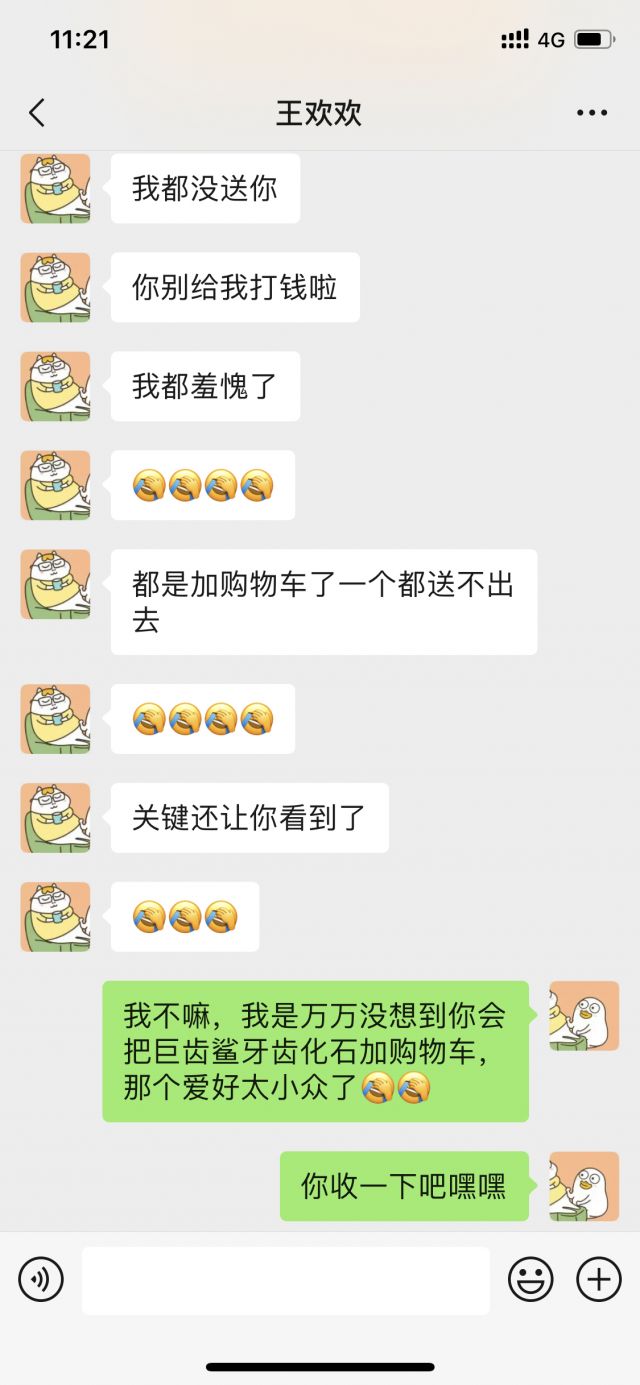 11:21
4G
王欢欢
我都没送你
你别给我打钱啦
我都羞愧了
🤣🤣🤣🤣
都是加购物车了一个都送不出
去
🤣🤣🤣🤣
关键还让你看到了
🤣🤣🤣
我不嘛，我是万万没想到你会
把巨齿鲨牙齿化石加购物车，
那个爱好太小众了🤣🤣
你收一下吧嘿嘿